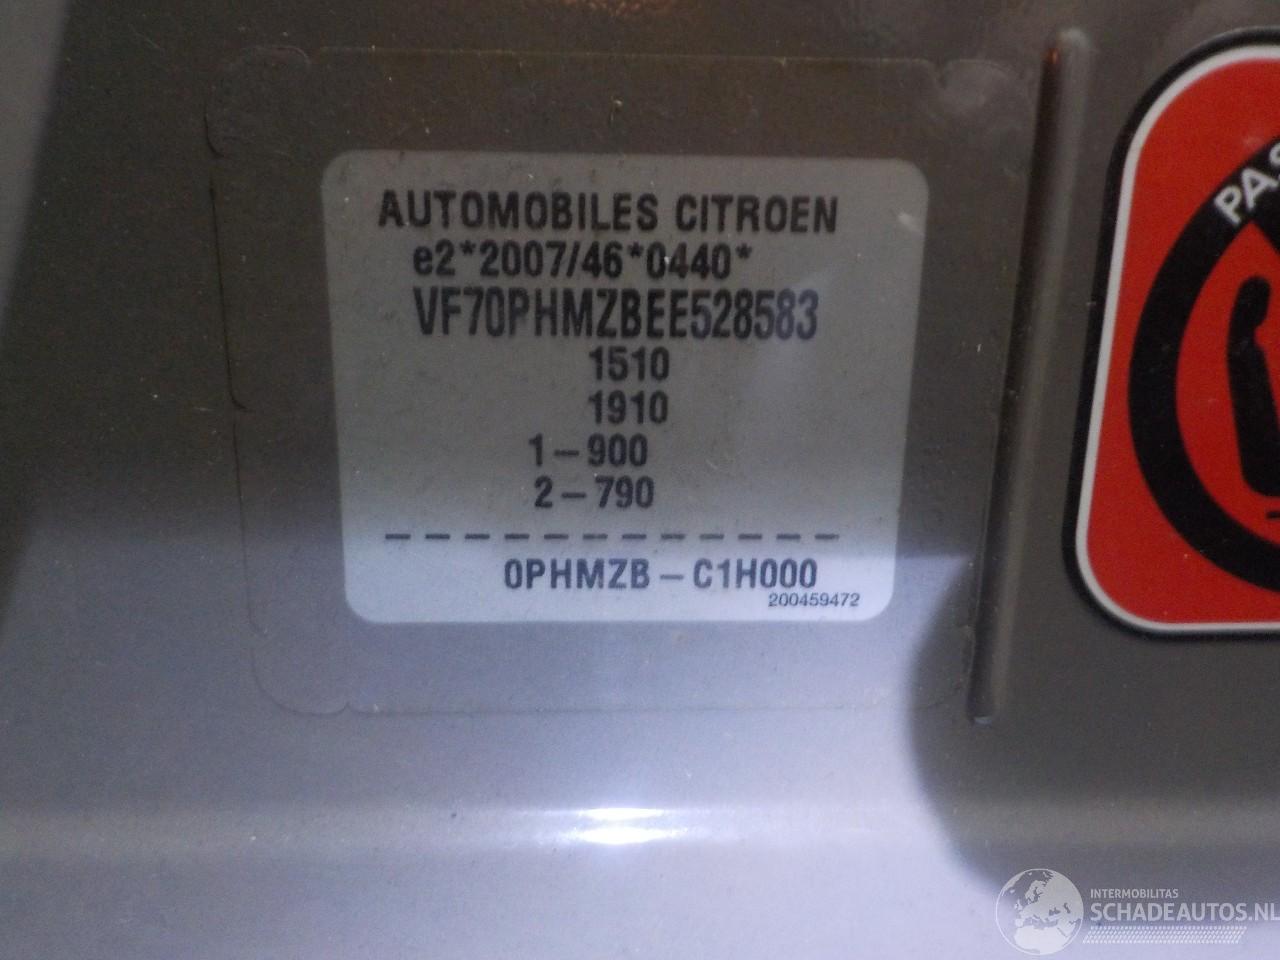 AUTOMOBILES CITROEN
e2*2007/46*0440*
VF70PHMZBEE528583
1510
1910
1-900
2-790
0PHMZB-C1H000
200459472
INTERMOBILITAS
SCHADEAUTOS.NL